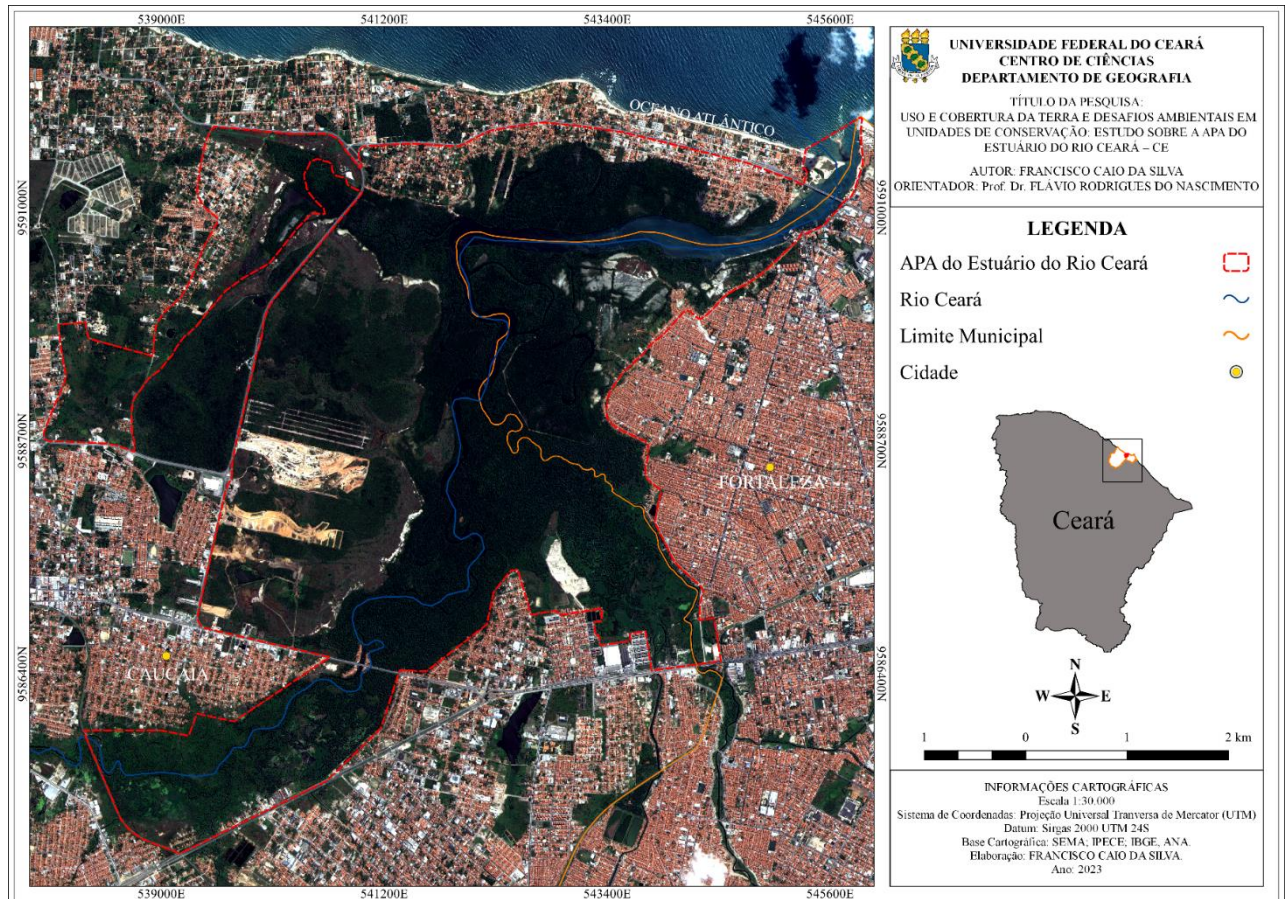 539000E
541200E
543400E
545600E
9591000N
9588700N
9586400N
OCEANO ATLÂNTICO
FORTALEZA
CAUCAIA
9591000N
9588700N
9586400N
539000E
541200E
543400E
545600E
UNIVERSIDADE FEDERAL DO CEARÁ
CENTRO DE CIÊNCIAS
DEPARTAMENTO DE GEOGRAFIA
TÍTULO DA PESQUISA:
USO E COBERTURA DA TERRA E DESAFIOS AMBIENTAIS EM
UNIDADES DE CONSERVAÇÃO: ESTUDO SOBRE A APA DO
ESTUÁRIO DO RIO CEARÁ – CE
AUTOR: FRANCISCO CAIO DA SILVA
ORIENTADOR: Prof. Dr. FLÁVIO RODRIGUES DO NASCIMENTO
LEGENDA
APA do Estuário do Rio Ceará
Rio Ceará
Limite Municipal
Cidade
Ceará
N
W E
S
1 0 1 2 km
INFORMAÇÕES CARTOGRÁFICAS
Escala 1:30.000
Sistema de Coordenadas: Projeção Universal Tranversa de Mercator (UTM)
Datum: Sirgas 2000 UTM 24S
Base Cartográfica: SEMA; IPECE; IBGE, ANA.
Elaboração: FRANCISCO CAIO DA SILVA.
Ano: 2023